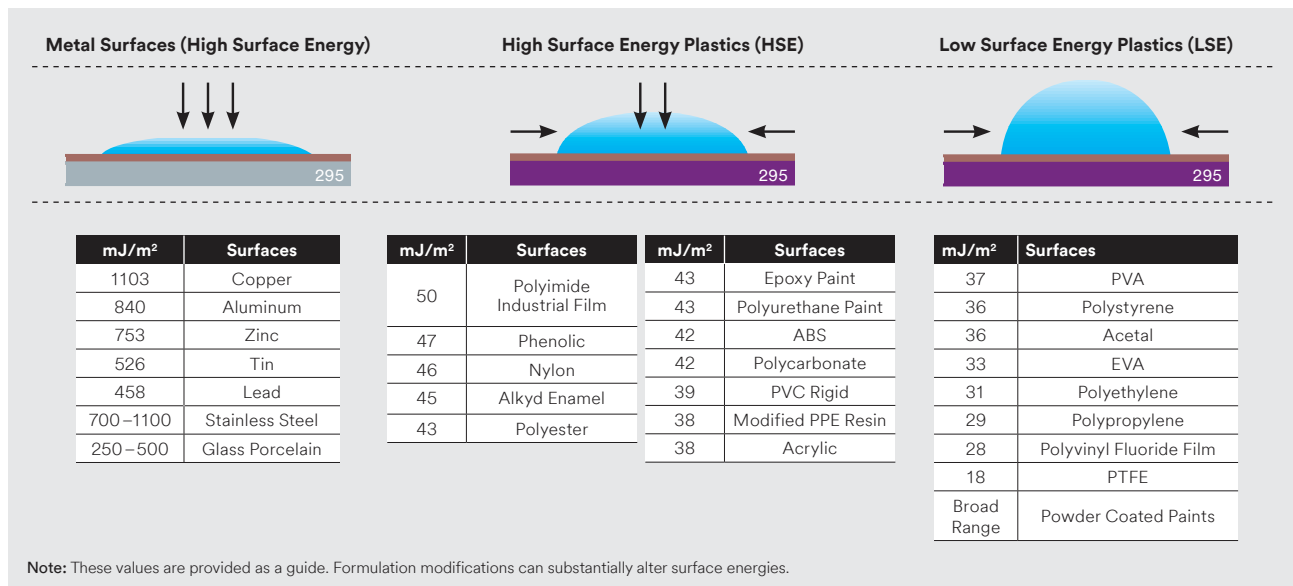 Metal Surfaces (High Surface Energy)
High Surface Energy Plastics (HSE)
Low Surface Energy Plastics (LSE)
295
295
295
mJ/m² Surfaces
1103 Copper
840 Aluminum
753 Zinc
526 Tin
458 Lead
700–1100 Stainless Steel
250–500 Glass Porcelain
mJ/m² Surfaces
50 Polyimide
Industrial Film
47 Phenolic
46 Nylon
45 Alkyd Enamel
43 Polyester
mJ/m² Surfaces
43 Epoxy Paint
43 Polyurethane Paint
42 ABS
42 Polycarbonate
39 PVC Rigid
38 Modified PPE Resin
38 Acrylic
mJ/m² Surfaces
37 PVA
36 Polystyrene
36 Acetal
33 EVA
31 Polyethylene
29 Polypropylene
28 Polyvinyl Fluoride Film
18 PTFE
Broad
Range Powder Coated Paints
Note: These values are provided as a guide. Formulation modifications can substantially alter surface energies.